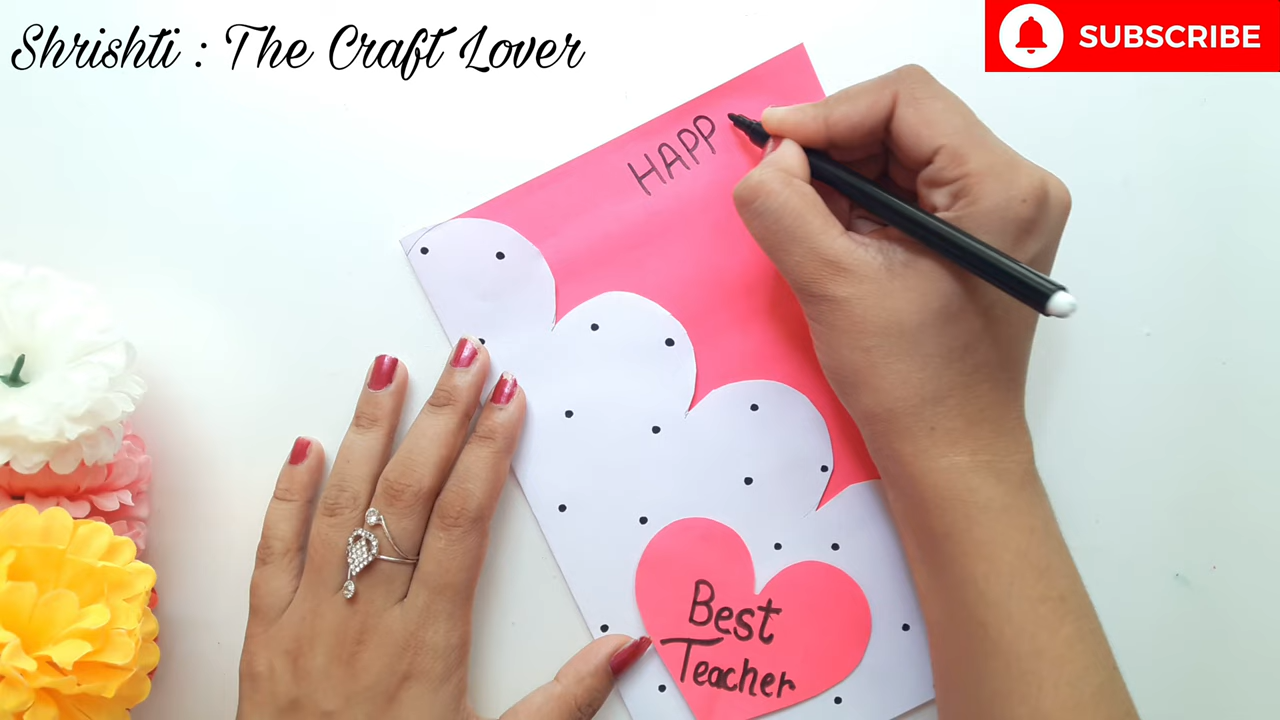 Shrishti : The Craft Lover
SUBSCRIBE
HAPP
Best
Teacher